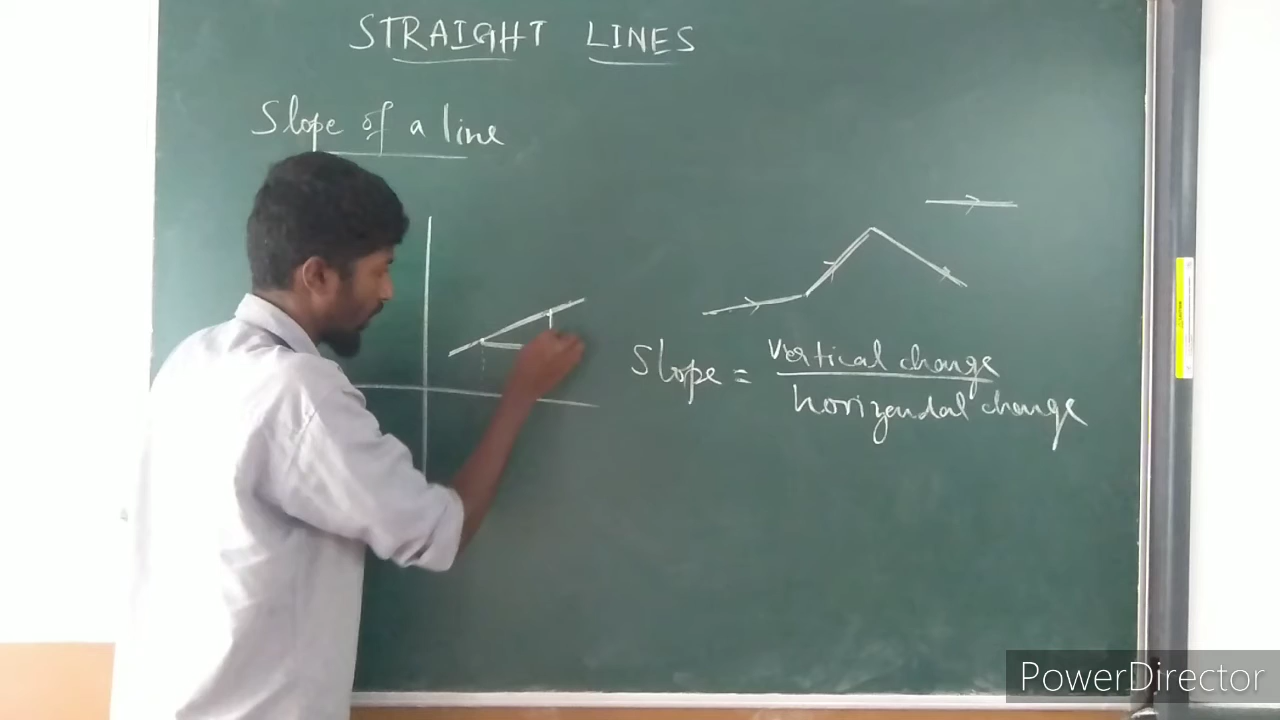 STRAIGHT LINES
Slope of a line
Slope = vertical change
horizendal change
PowerDirector